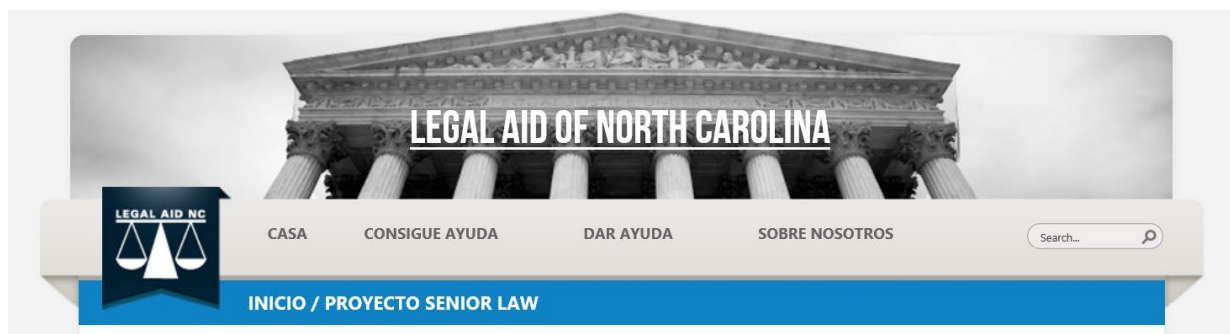 LEGAL AID OF NORTH CAROLINA
LEGAL AID NC
CASA CONSIGUE AYUDA DAR AYUDA SOBRE NOSOTROS Search...
INICIO / PROYECTO SENIOR LAW